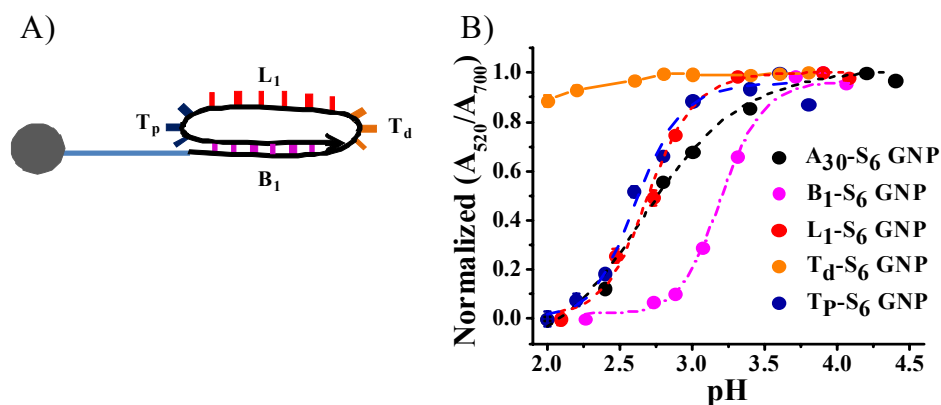 A)
L1
Tp
Td
B1
B)
Normalized (A520/A700)
1.0
0.8
0.6
0.4
0.2
0.0
A30-S6 GNP
B1-S6 GNP
L1-S6 GNP
Td-S6 GNP
TP-S6 GNP
2.0 2.5 3.0 3.5 4.0 4.5
pH